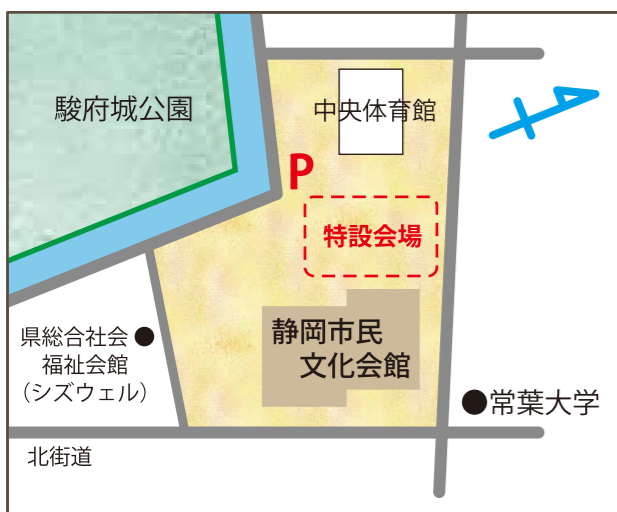 駿府城公園
中央体育館
P
特設会場
静岡市民
文化会館
県総合社会
福祉会館
（シズウェル）
常葉大学
北街道